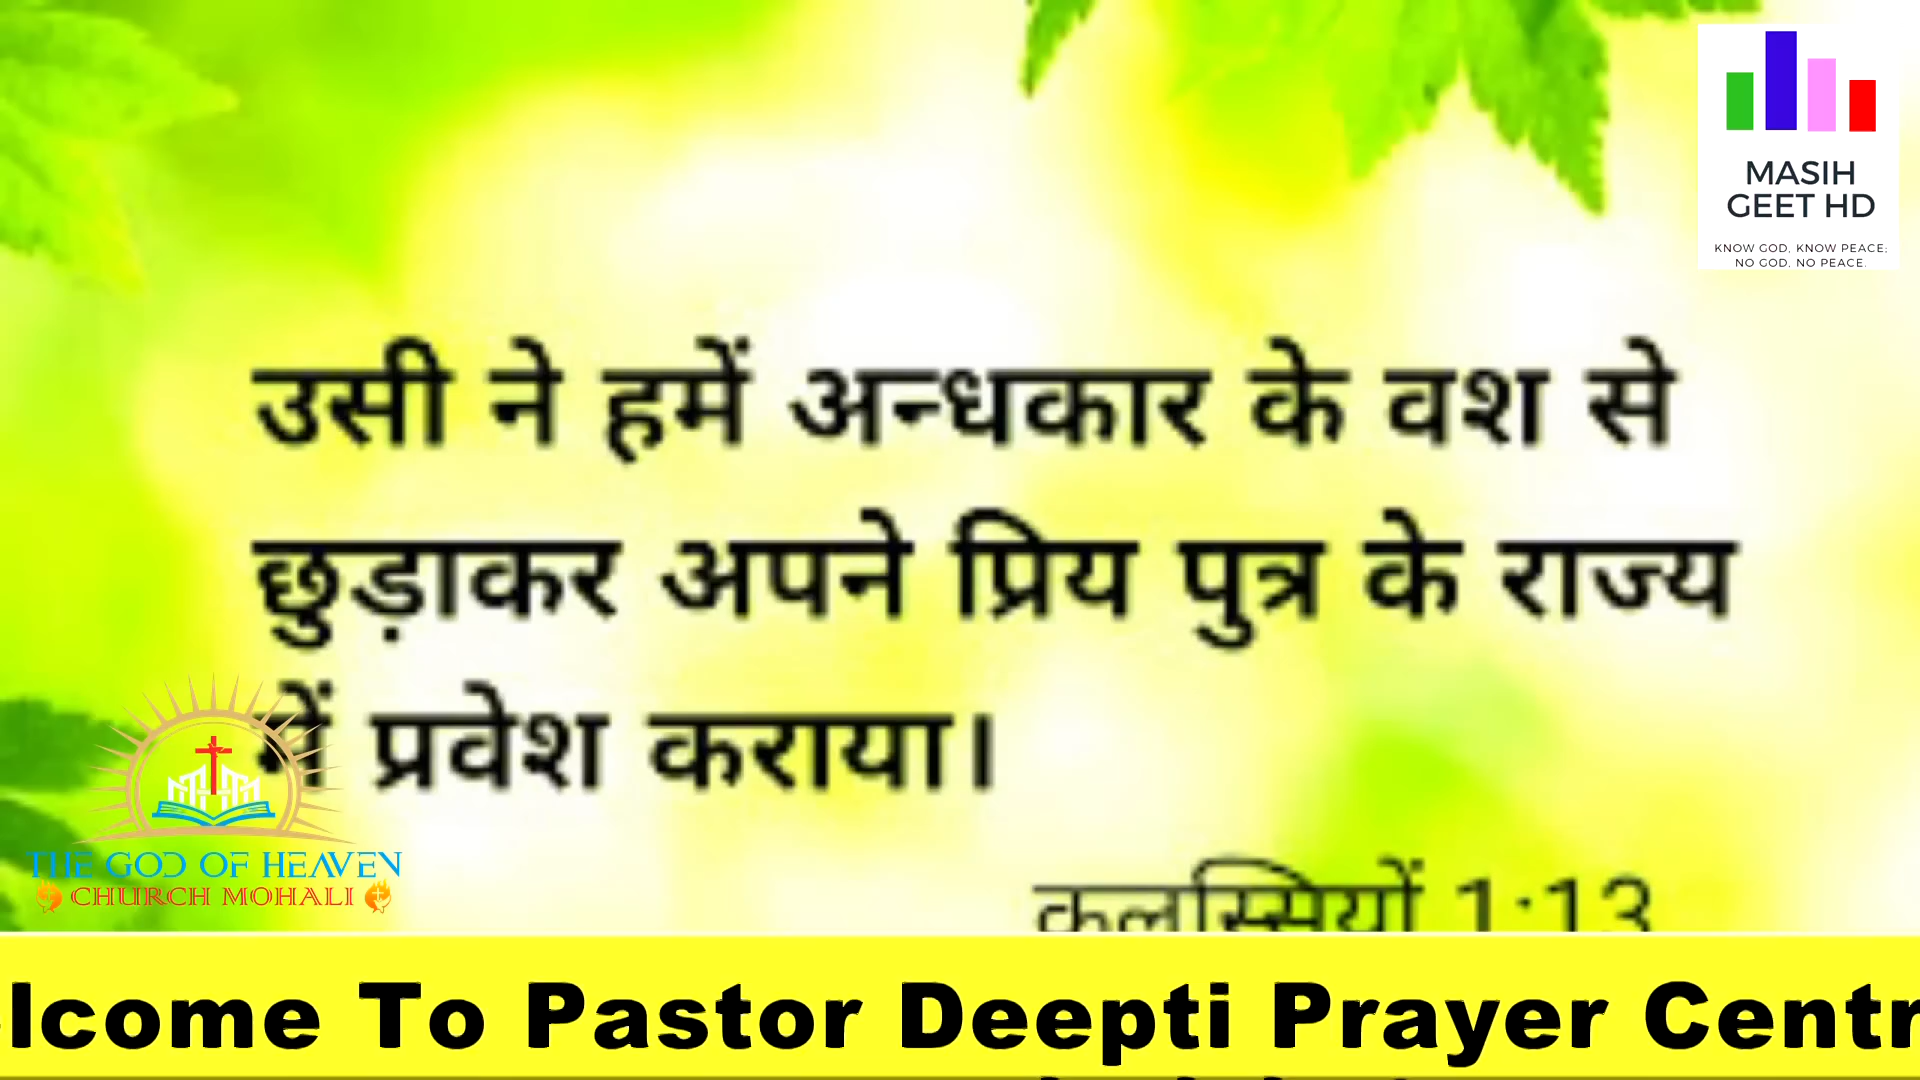 MASIH
GEET HD
KNOW GOD, KNOW PEACE;
NO GOD, NO PEACE.
उसी ने हमें अन्धकार के वश से
छुड़ाकर अपने प्रिय पुत्र के राज्य
में प्रवेश कराया।
THE GOD OF HEAVEN
CHURCH MOHALI
कुलुस्सियों 1:13
lcome To Pastor Deepti Prayer Centr